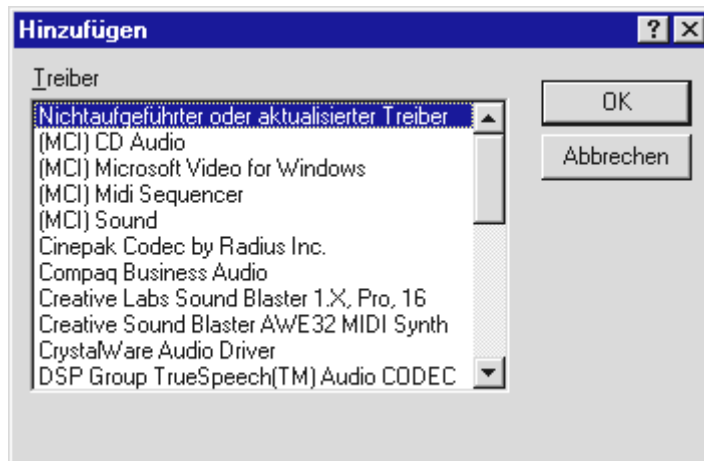 Hinzufügen
Treiber
Nichtaufgeführter oder aktualisierter Treiber
(MCI) CD Audio
(MCI) Microsoft Video for Windows
(MCI) Midi Sequencer
(MCI) Sound
Cinepak Codec by Radius Inc.
Compaq Business Audio
Creative Labs Sound Blaster 1.X, Pro, 16
Creative Sound Blaster AWE32 MIDI Synth
CrystalWare Audio Driver
DSP Group TrueSpeech(TM) Audio CODEC
OK
Abbrechen